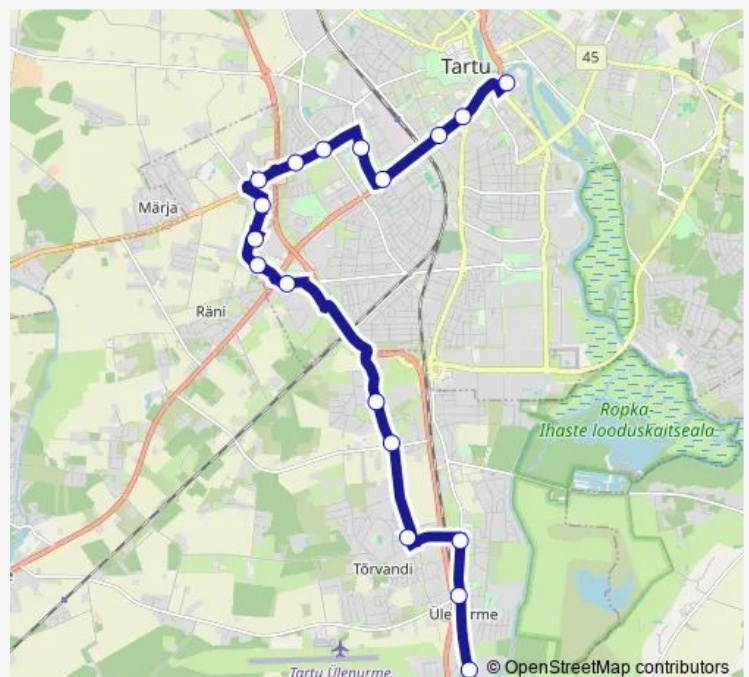 Tartu
45
Märja
Räni
Ropka-
Ihaste looduskaitseala
Tõrvandi
Ülenurme
© OpenStreetMap contributors
Tartu Ülenurme